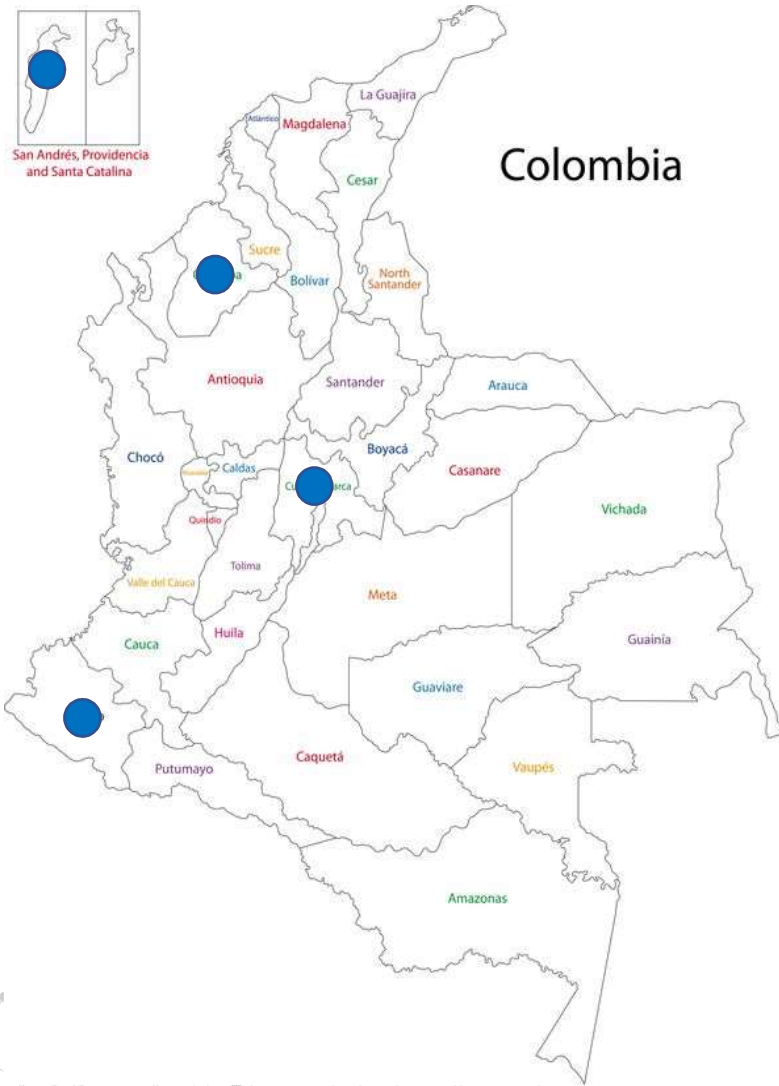 San Andrés, Providencia
and Santa Catalina
Colombia
La Guajira
Atlántico
Magdalena
Cesar
Sucre
Bolívar
North
Santander
Antioquia
Santander
Arauca
Boyacá
Chocó
Caldas
Casanare
Vichada
Quindío
Tolima
Valle del Cauca
Meta
Cauca
Huila
Guainía
Guaviare
Caquetá
Putumayo
Vaupés
Amazonas